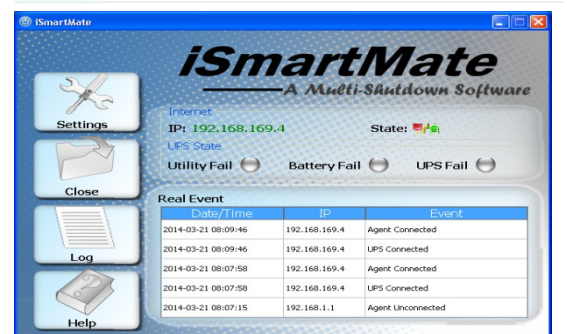 iSmartMate
iSmartMate
A Multi-Shutdown Software
Settings
Close
Log
Help
Internet
IP: 192.168.169.4 State:
UPS State
Utility Fail Battery Fail UPS Fail
Real Event
Date/Time IP Event
2014-03-21 08:09:46 192.168.169.4 Agent Connected
2014-03-21 08:09:46 192.168.169.4 UPS Connected
2014-03-21 08:07:58 192.168.169.4 Agent Connected
2014-03-21 08:07:58 192.168.169.4 UPS Connected
2014-03-21 08:07:15 192.168.1.1 Agent Unconnected